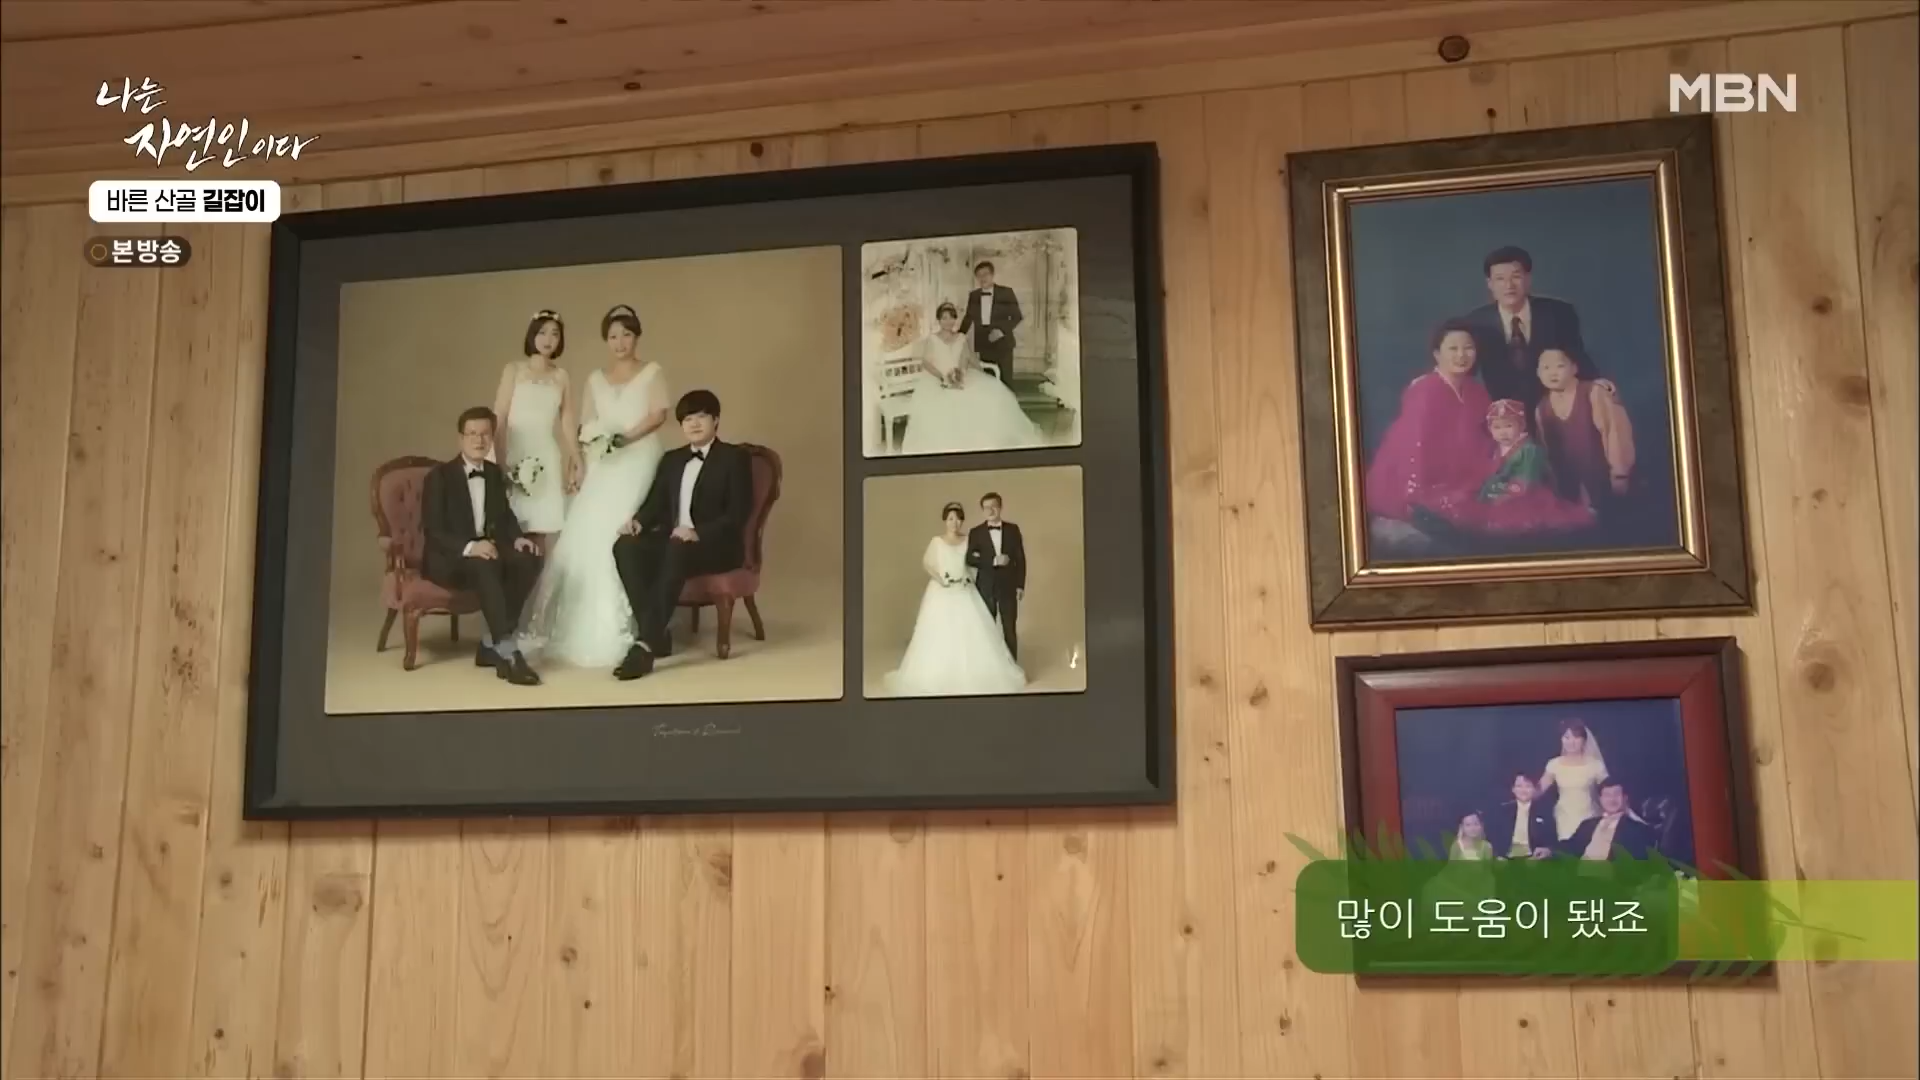 나는
자연인이다
MBN
바른 산골 길잡이
본방송
많이 도움이 됐죠